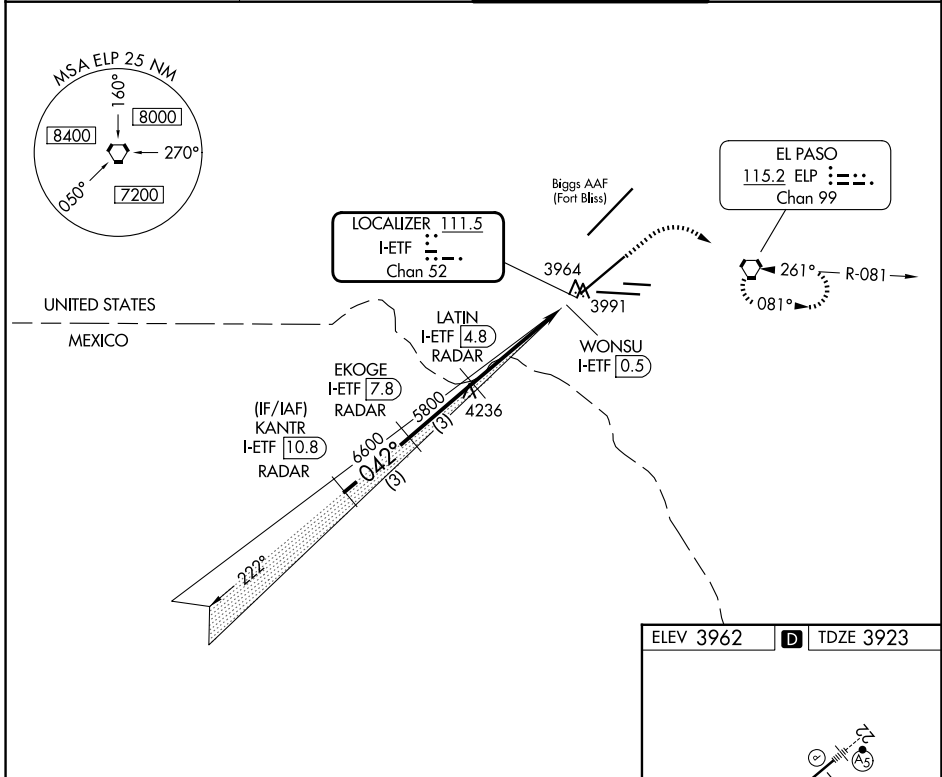 MSA ELP 25 NM
160°
8000
8400
270°
050°
7200
EL PASO
115.2 ELP
Chan 99
Biggs AAF
(Fort Bliss)
LOCALIZER 111.5
I-ETF
Chan 52
3964
3991
261°
R-081
081°
UNITED STATES
MEXICO
LATIN
I-ETF 4.8
RADAR
WONSU
I-ETF 0.5
EKOGE
I-ETF 7.8
RADAR
5800
(3)
4236
(IF/IAF)
KANTR
I-ETF 10.8
RADAR
6600
042°
(3)
222°
ELEV 3962
D
TDZE 3923
22
P
A5